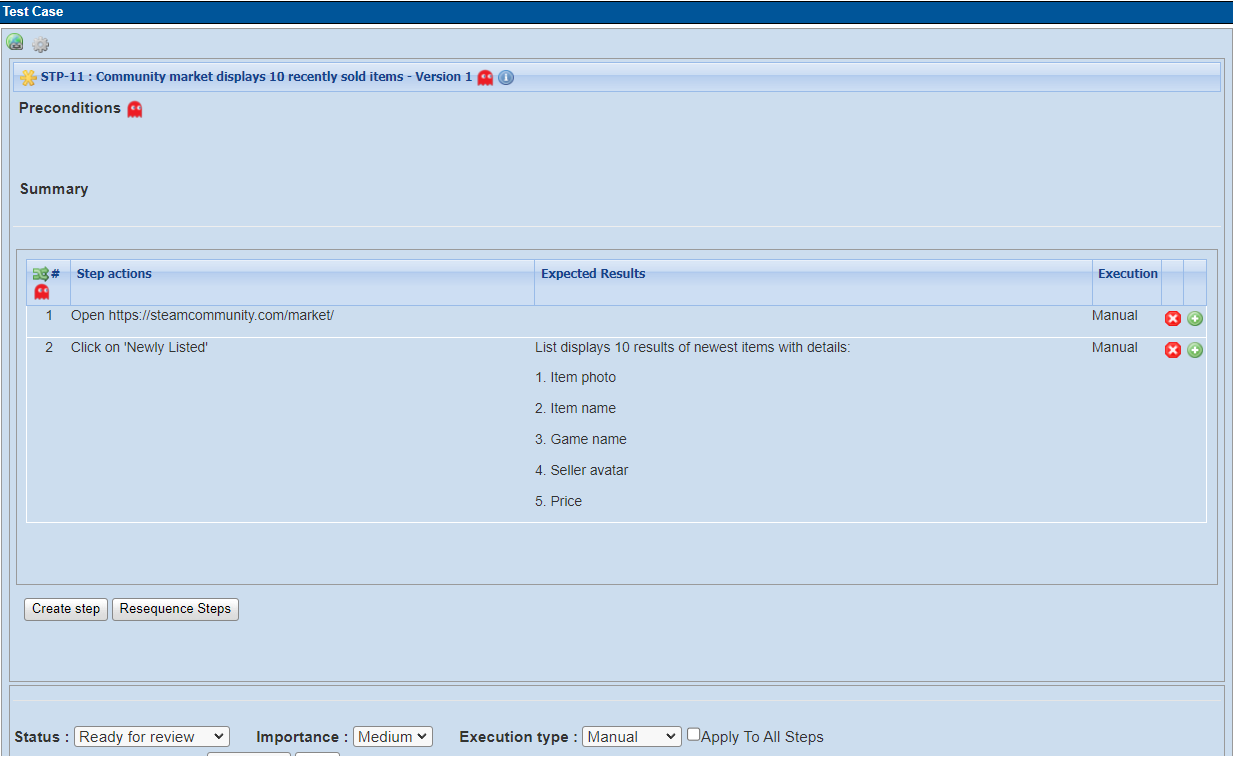 Test Case
STP-11 : Community market displays 10 recently sold items - Version 1
Preconditions
Summary
# Step actions Expected Results Execution
1 Open https://steamcommunity.com/market/ Manual
2 Click on 'Newly Listed' List displays 10 results of newest items with details: Manual
1. Item photo
2. Item name
3. Game name
4. Seller avatar
5. Price
Create step Resequence Steps
Status : Ready for review Importance : Medium Execution type : Manual Apply To All Steps